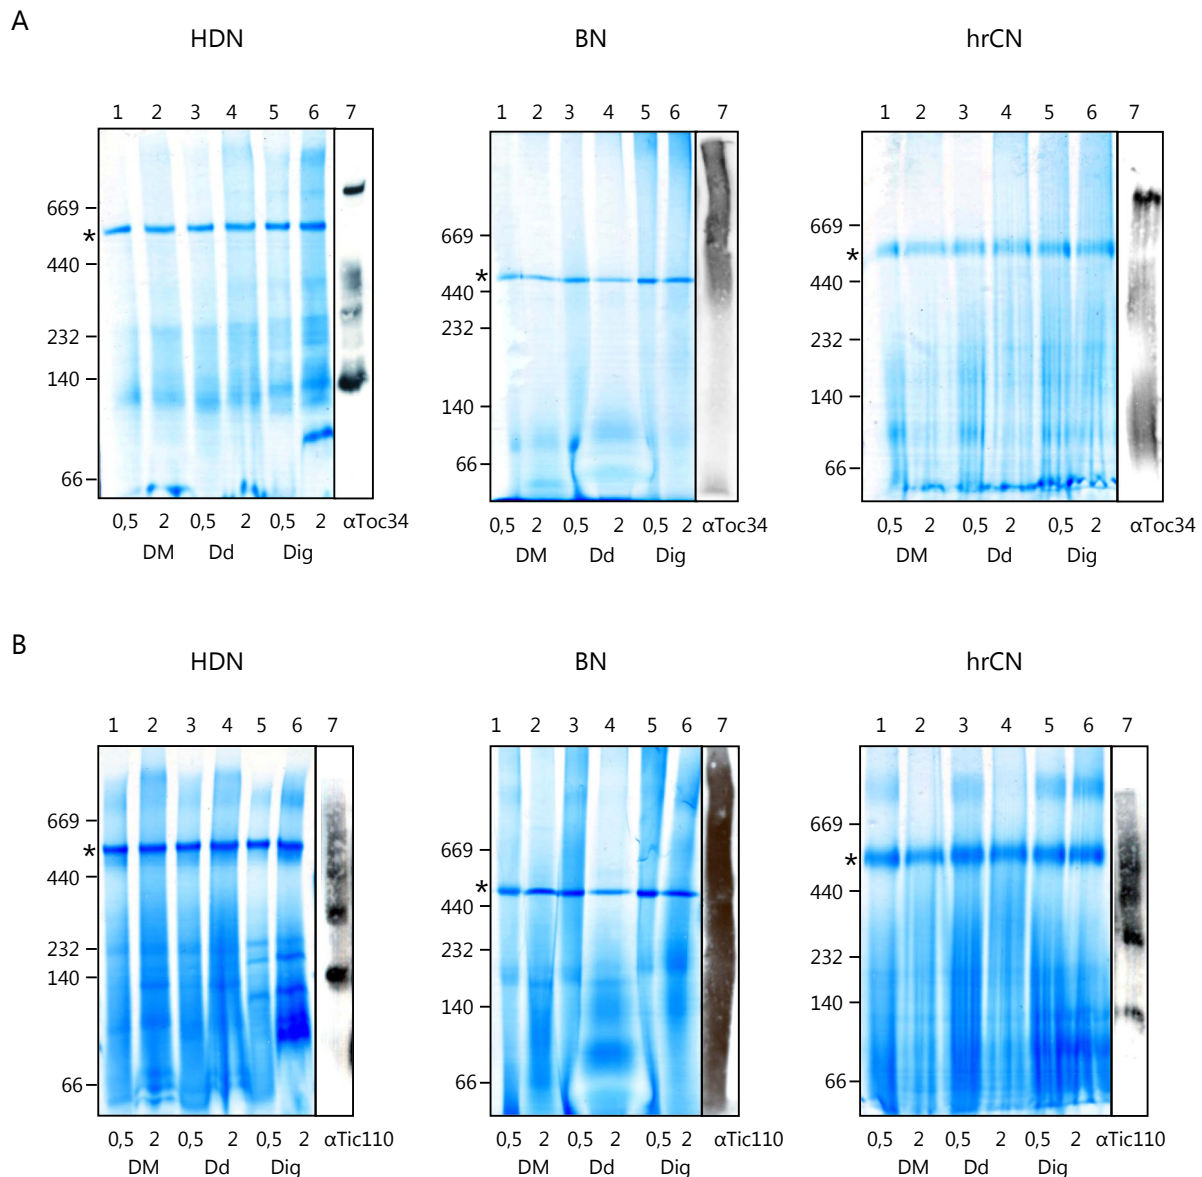 A
HDN BN hrCN
1 2 3 4 5 6 7 1 2 3 4 5 6 7 1 2 3 4 5 6 7
669 669 669
* * *
440 440 440
232 232 232
140 140 140
66 66 66
0,5 2 0,5 2 0,5 2 αToc34 0,5 2 0,5 2 0,5 2 αToc34 0,5 2 0,5 2 0,5 2 αToc34
DM Dd Dig DM Dd Dig DM Dd Dig
B
HDN BN hrCN
1 2 3 4 5 6 7 1 2 3 4 5 6 7 1 2 3 4 5 6 7
669 669 669
* * *
440 440 440
232 232 232
140 140 140
66 66 66
0,5 2 0,5 2 0,5 2 αTic110 0,5 2 0,5 2 0,5 2 αTic110 0,5 2 0,5 2 0,5 2 αTic110
DM Dd Dig DM Dd Dig DM Dd Dig